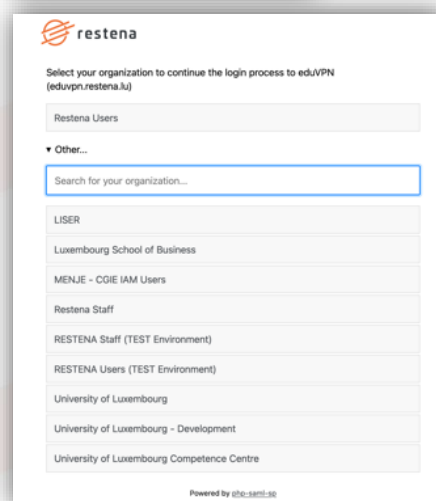 restena
Select your organization to continue the login process to eduVPN
(eduvpn.restena.lu)
Restena Users
▾ Other...
Search for your organization...
LISER
Luxembourg School of Business
MENJE - CGIE IAM Users
Restena Staff
RESTENA Staff (TEST Environment)
RESTENA Users (TEST Environment)
University of Luxembourg
University of Luxembourg - Development
University of Luxembourg Competence Centre
Powered by php-saml-sp